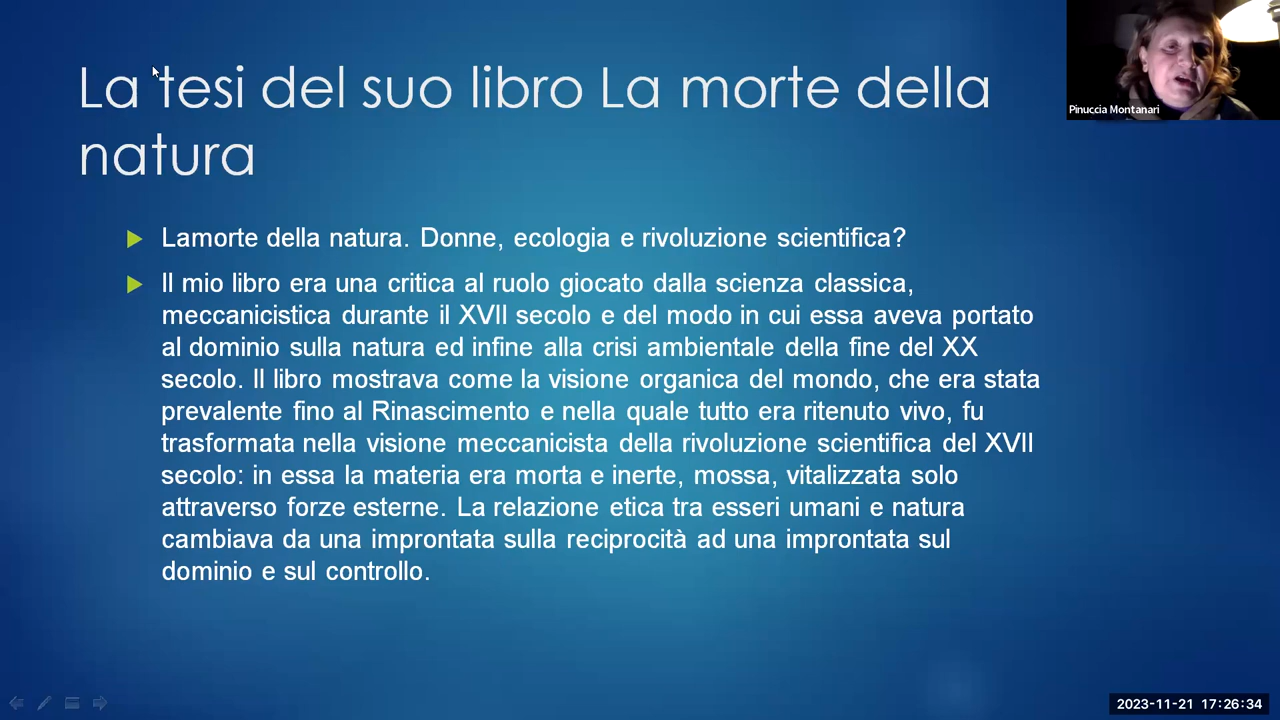 La tesi del suo libro La morte della
natura
Pinuccia Montanari
Lamorte della natura. Donne, ecologia e rivoluzione scientifica?
Il mio libro era una critica al ruolo giocato dalla scienza classica,
meccanicistica durante il XVII secolo e del modo in cui essa aveva portato
al dominio sulla natura ed infine alla crisi ambientale della fine del XX
secolo. Il libro mostrava come la visione organica del mondo, che era stata
prevalente fino al Rinascimento e nella quale tutto era ritenuto vivo, fu
trasformata nella visione meccanicista della rivoluzione scientifica del XVII
secolo: in essa la materia era morta e inerte, mossa, vitalizzata solo
attraverso forze esterne. La relazione etica tra esseri umani e natura
cambiava da una improntata sulla reciprocità ad una improntata sul
dominio e sul controllo.
2023-11-21 17:26:34